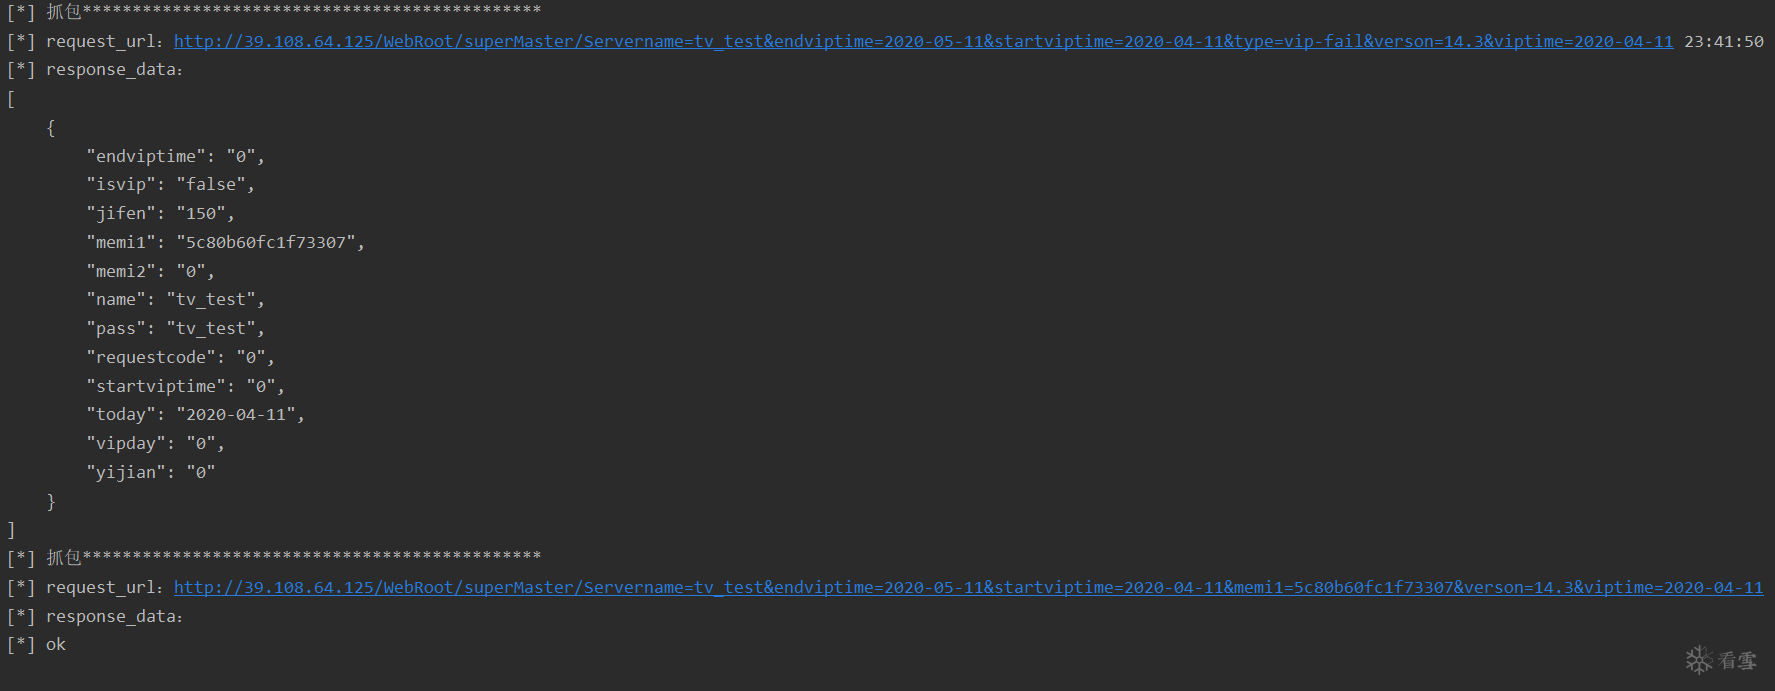 [*] 抓包**********************************************
[*] request_url：http://39.108.64.125/WebRoot/superMaster/Servername=tv_test&endviptime=2020-05-11&startviptime=2020-04-11&type=vip-fail&verson=14.3&viptime=2020-04-11 23:41:50
[*] response_data：
[
    {
        "endviptime": "0",
        "isvip": "false",
        "jifen": "150",
        "memi1": "5c80b60fc1f73307",
        "memi2": "0",
        "name": "tv_test",
        "pass": "tv_test",
        "requestcode": "0",
        "startviptime": "0",
        "today": "2020-04-11",
        "vipday": "0",
        "yijian": "0"
    }
]
[*] 抓包**********************************************
[*] request_url：http://39.108.64.125/WebRoot/superMaster/Servername=tv_test&endviptime=2020-05-11&startviptime=2020-04-11&memi1=5c80b60fc1f73307&verson=14.3&viptime=2020-04-11
[*] response_data：
[*] ok
看雪